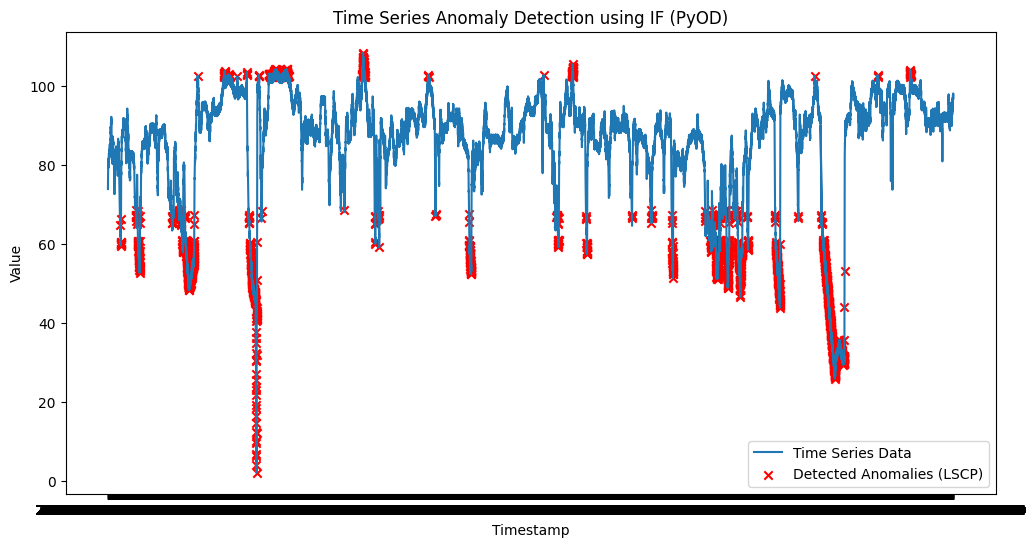 Time Series Anomaly Detection using IF (PyOD)
Value
100
80
60
40
20
0
Time Series Data
Detected Anomalies (LSCP)
Timestamp